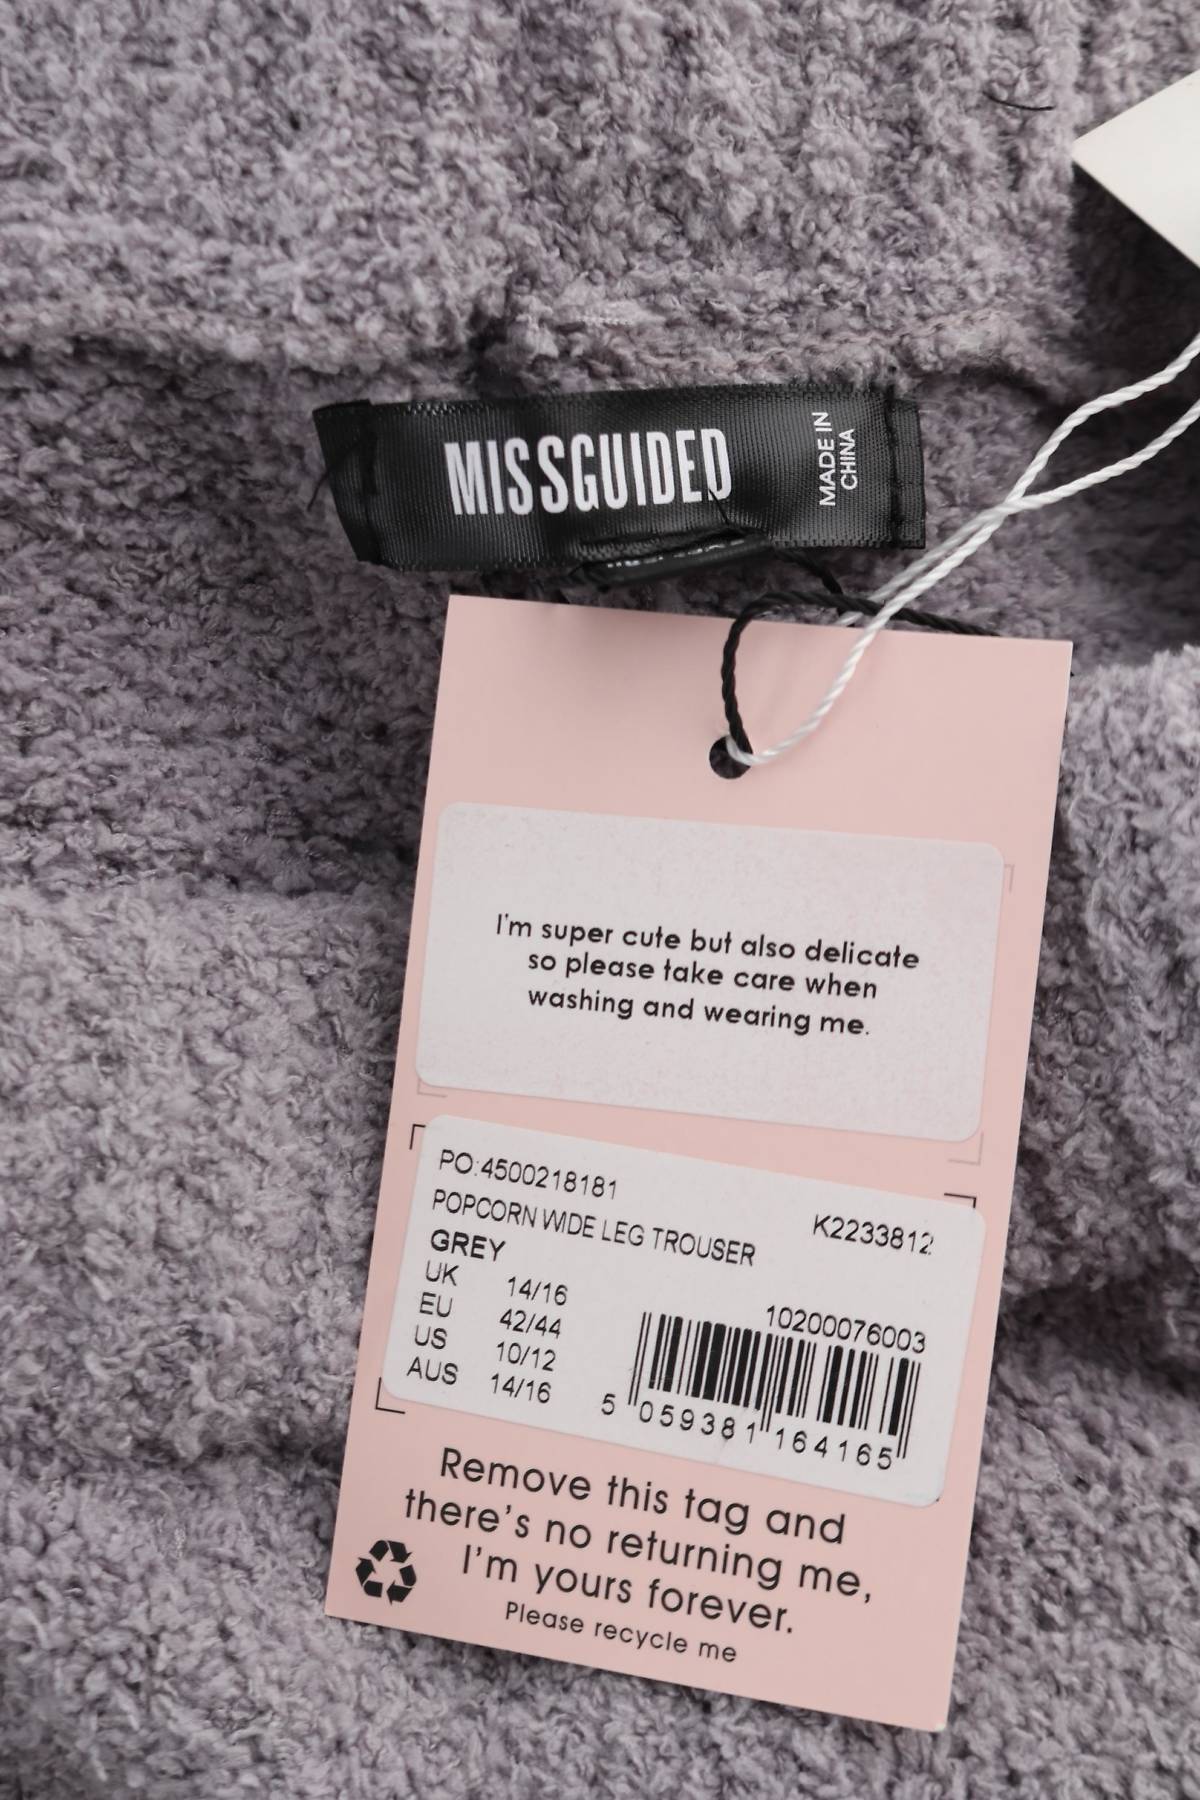 MISSGUIDED
MADE IN
CHINA
I'm super cute but also delicate
so please take care when
washing and wearing me.
PO:4500218181
K2233812
POPCORN WIDE LEG TROUSER
GREY
UK 14/16
EU 42/44
US 10/12
AUS 14/16
10200076003
5 059381 164165
Remove this tag and
there's no returning me,
I'm yours forever.
Please recycle me